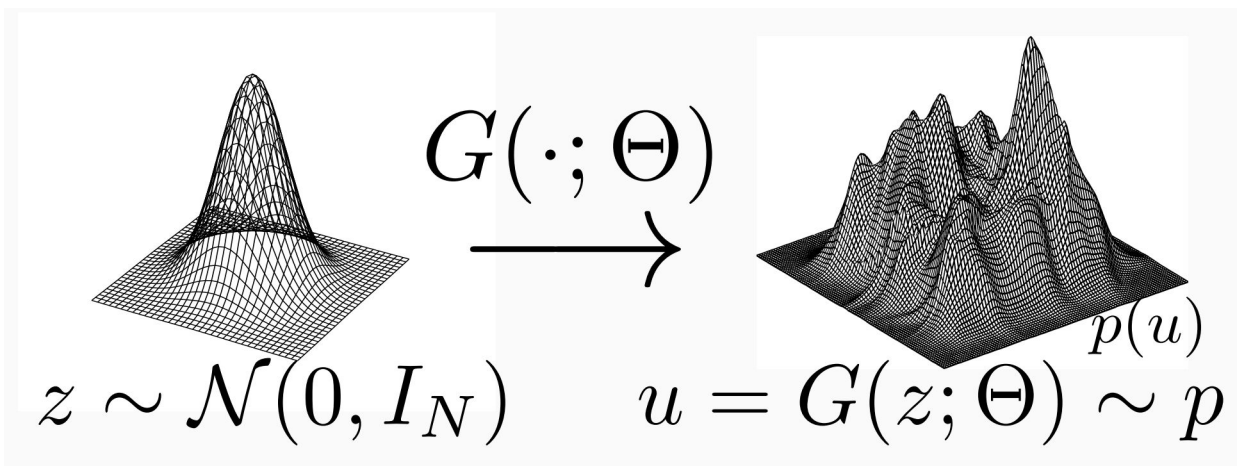 G(·; Θ)
p(u)
z ∼ 𝒩(0, I_N)
u = G(z; Θ) ∼ p